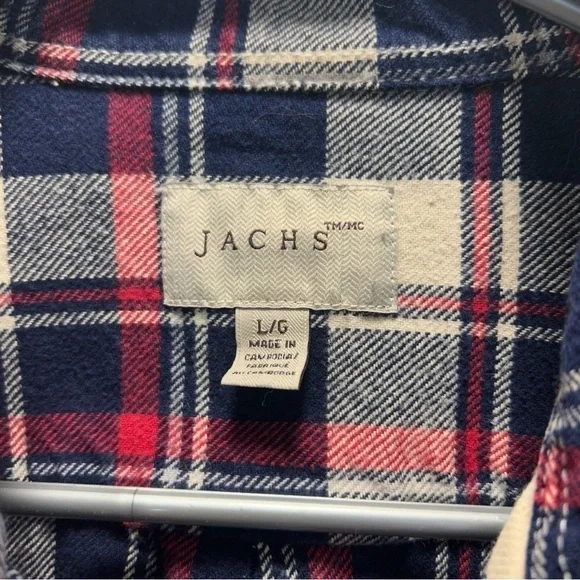 JACHS TM/MC
L/G
MADE IN
CAMBODIA/
FABRIQUÉ
AU CAMBODGE